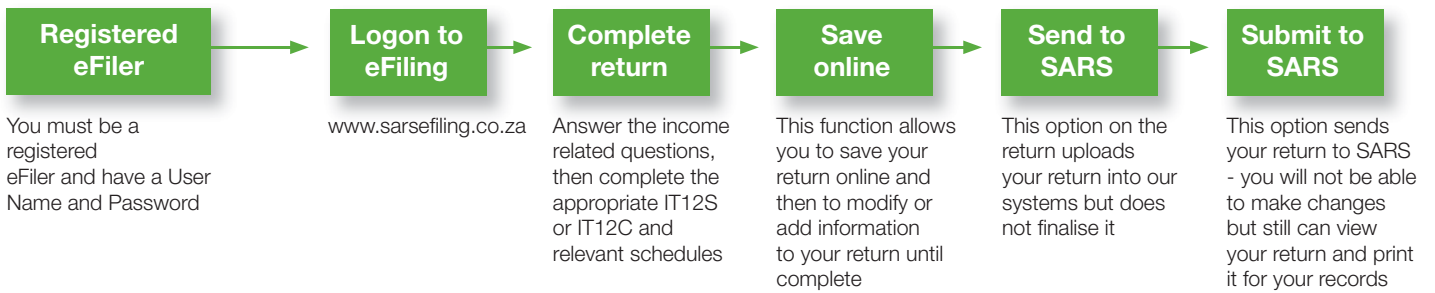 Registered
eFiler
You must be a
registered
eFiler and have a User
Name and Password
Logon to
eFiling
www.sarsefiling.co.za
Complete
return
Answer the income
related questions,
then complete the
appropriate IT12S
or IT12C and
relevant schedules
Save
online
This function allows
you to save your
return online and
then to modify or
add information
to your return until
complete
Send to
SARS
This option on the
return uploads
your return into our
systems but does
not finalise it
Submit to
SARS
This option sends
your return to SARS
- you will not be able
to make changes
but still can view
your return and print
it for your records